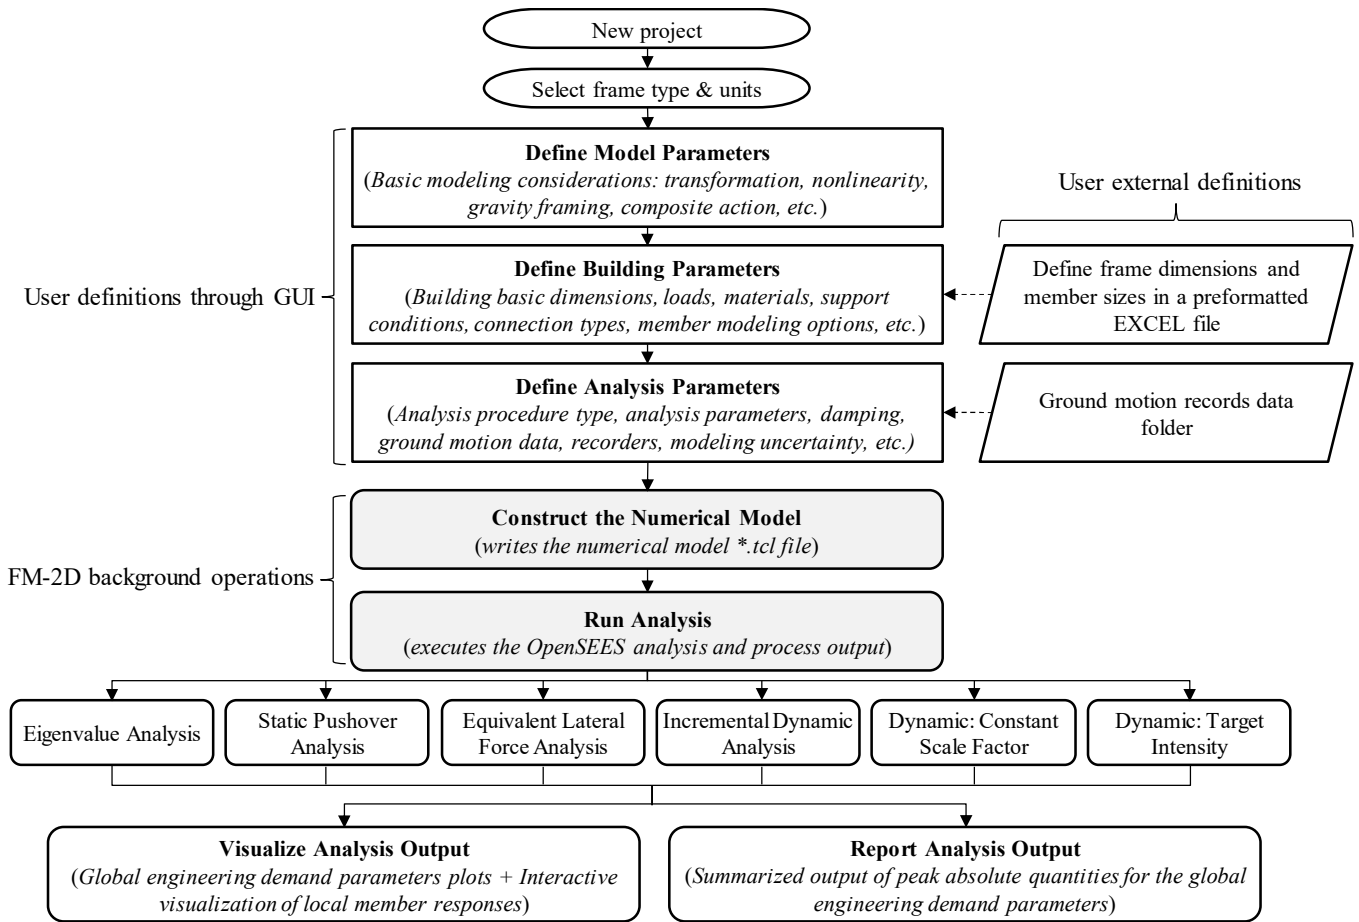 New project
Select frame type & units
Define Model Parameters
(Basic modeling considerations: transformation, nonlinearity,
gravity framing, composite action, etc.)
User external definitions
Define Building Parameters
(Building basic dimensions, loads, materials, support
conditions, connection types, member modeling options, etc.)
Define frame dimensions and
member sizes in a preformatted
EXCEL file
User definitions through GUI
Define Analysis Parameters
(Analysis procedure type, analysis parameters, damping,
ground motion data, recorders, modeling uncertainty, etc.)
Ground motion records data
folder
Construct the Numerical Model
(writes the numerical model *.tcl file)
FM-2D background operations
Run Analysis
(executes the OpenSEES analysis and process output)
Eigenvalue Analysis
Static Pushover
Analysis
Equivalent Lateral
Force Analysis
Incremental Dynamic
Analysis
Dynamic: Constant
Scale Factor
Dynamic: Target
Intensity
Visualize Analysis Output
(Global engineering demand parameters plots + Interactive
visualization of local member responses)
Report Analysis Output
(Summarized output of peak absolute quantities for the global
engineering demand parameters)